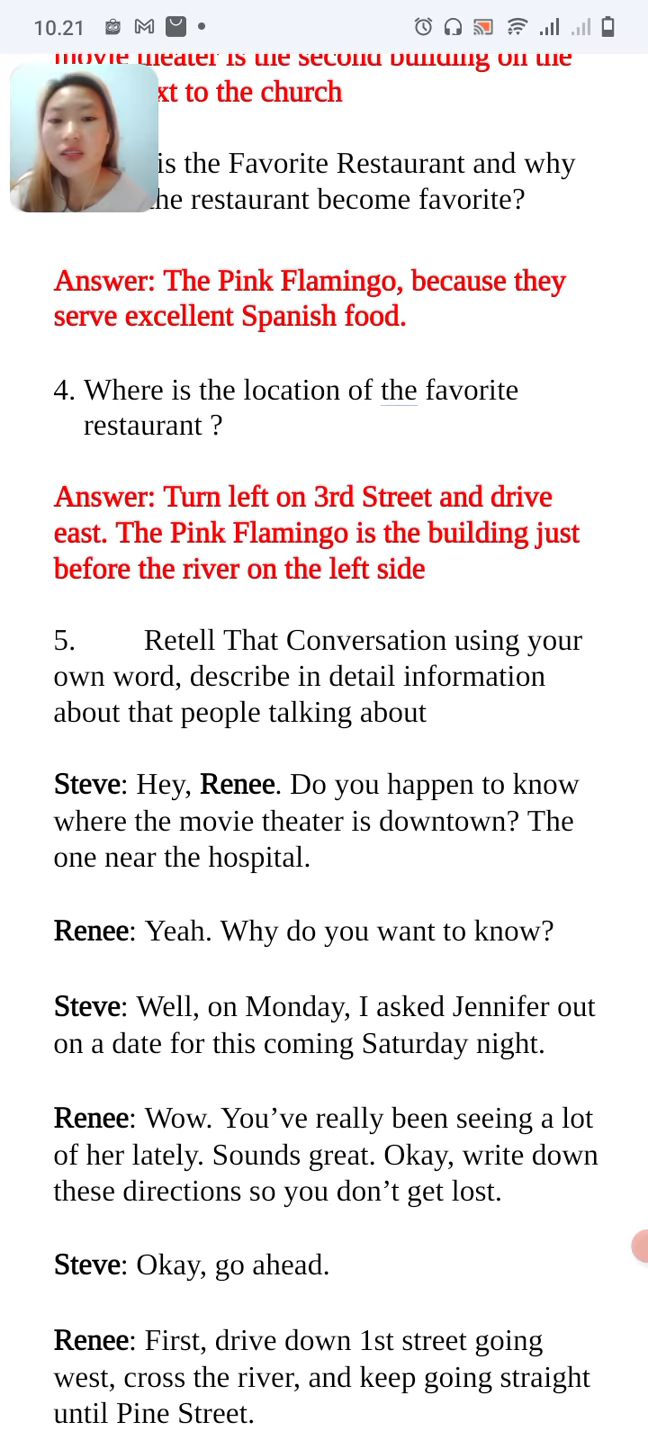 10.21
movie theater is the second building on the
xt to the church
is the Favorite Restaurant and why
he restaurant become favorite?
Answer: The Pink Flamingo, because they
serve excellent Spanish food.
4. Where is the location of the favorite
restaurant ?
Answer: Turn left on 3rd Street and drive
east. The Pink Flamingo is the building just
before the river on the left side
5. Retell That Conversation using your
own word, describe in detail information
about that people talking about
Steve: Hey, Renee. Do you happen to know
where the movie theater is downtown? The
one near the hospital.
Renee: Yeah. Why do you want to know?
Steve: Well, on Monday, I asked Jennifer out
on a date for this coming Saturday night.
Renee: Wow. You’ve really been seeing a lot
of her lately. Sounds great. Okay, write down
these directions so you don’t get lost.
Steve: Okay, go ahead.
Renee: First, drive down 1st street going
west, cross the river, and keep going straight
until Pine Street.